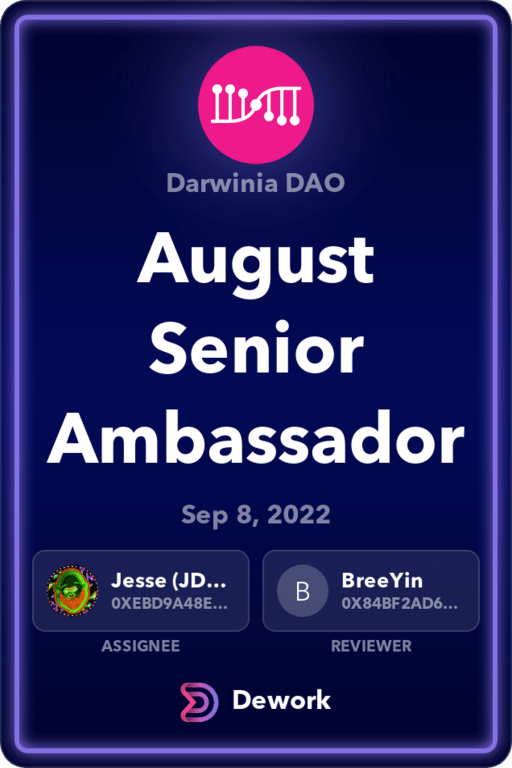 Darwinia DAO
August
Senior
Ambassador
Sep 8, 2022
Jesse (JD...
0XEBD9A48E...
ASSIGNEE
B
BreeYin
0X84BF2AD6...
REVIEWER
Dework